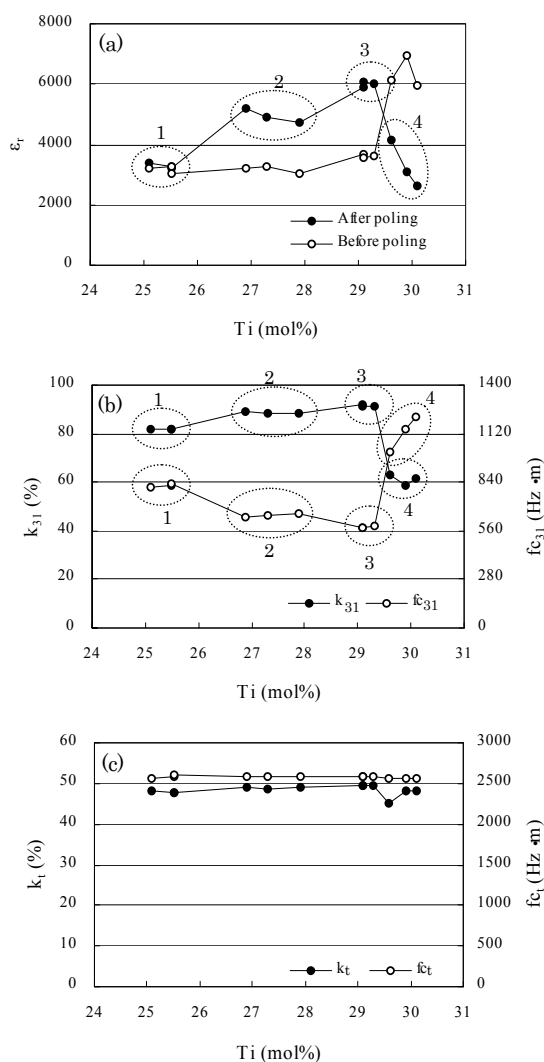 (a)
8000
6000
4000
2000
0
εr
1
2
3
4
After poling
Before poling
24 25 26 27 28 29 30 31
Ti (mol%)
(b)
100
80
60
40
20
0
k31 (%)
1400
1120
840
560
280
0
fc31 (Hz•m)
1
2
3
4
1
2
3
4
k31 fc31
24 25 26 27 28 29 30 31
Ti (mol%)
(c)
60
50
40
30
20
10
0
kt (%)
3000
2500
2000
1500
1000
500
0
fct (Hz•m)
kt fct
24 25 26 27 28 29 30 31
Ti (mol%)